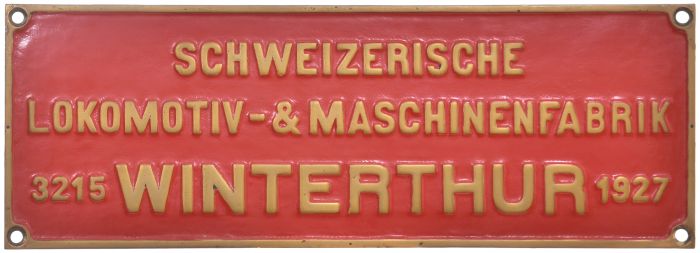 SCHWEIZERISCHE
LOKOMOTIV-&MASCHINENFABRIK
3215 WINTERTHUR 1927